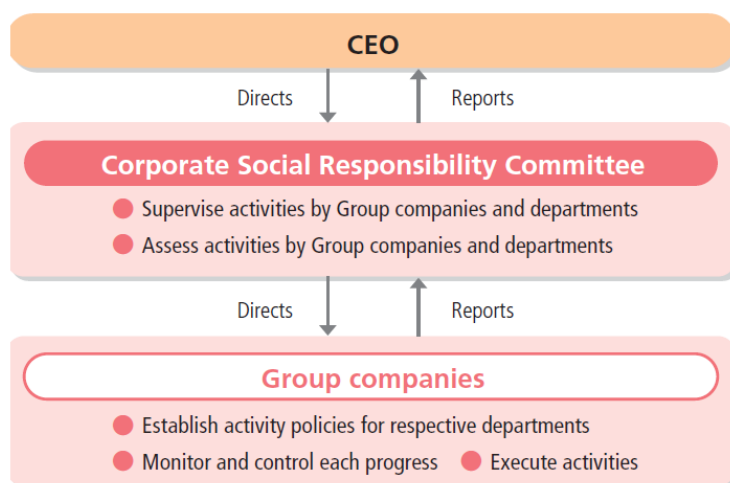 CEO
Directs Reports
Corporate Social Responsibility Committee
Supervise activities by Group companies and departments
Assess activities by Group companies and departments
Directs Reports
Group companies
Establish activity policies for respective departments
Monitor and control each progress Execute activities